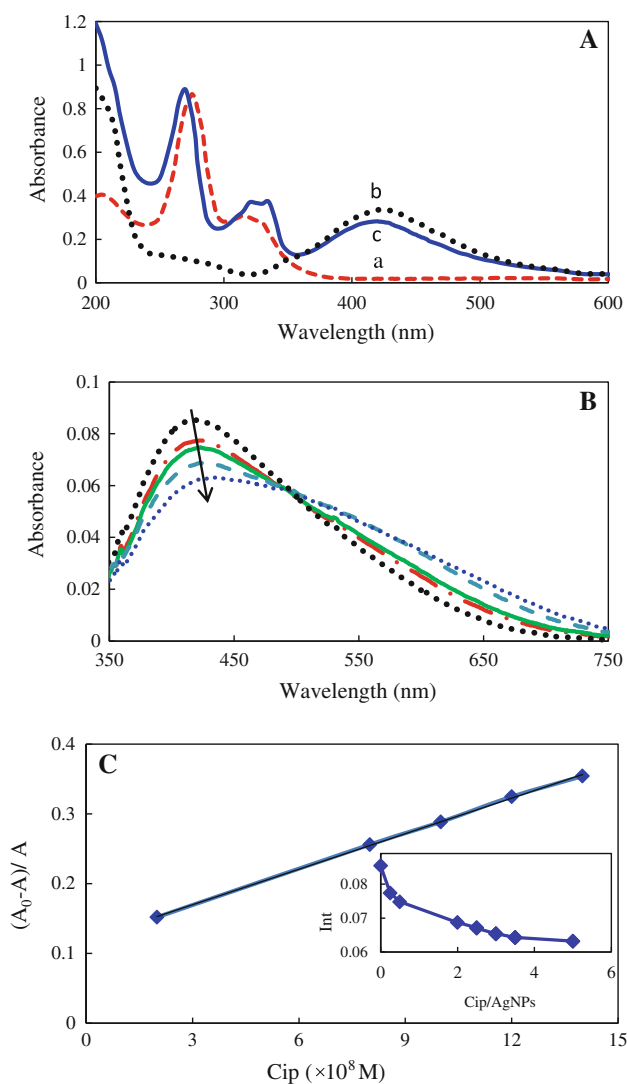 A
1.2
1
0.8
0.6
0.4
0.2
0
Absorbance
b
c
a
200 300 400 500 600
Wavelength (nm)
B
0.1
0.08
0.06
0.04
0.02
0
Absorbance
350 450 550 650 750
Wavelength (nm)
C
0.4
0.3
0.2
0.1
0
(A0-A)/ A
0.08
0.07
0.06
Int
0 2 4 6
Cip/AgNPs
0 3 6 9 12 15
Cip (×10^8 M)